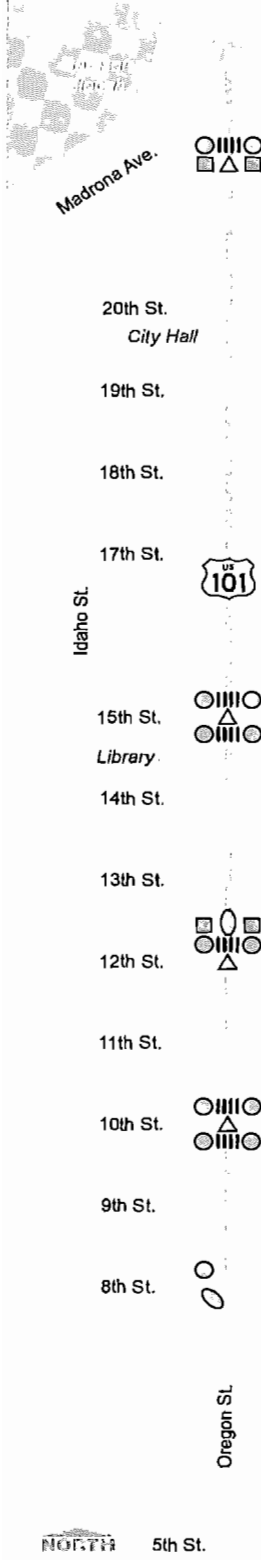 Madrona Ave.
20th St.
City Hall
19th St.
18th St.
17th St.
US
101
Idaho St.
15th St.
Library
14th St.
13th St.
12th St.
11th St.
10th St.
9th St.
8th St.
Oregon St.
NORTH
5th St.